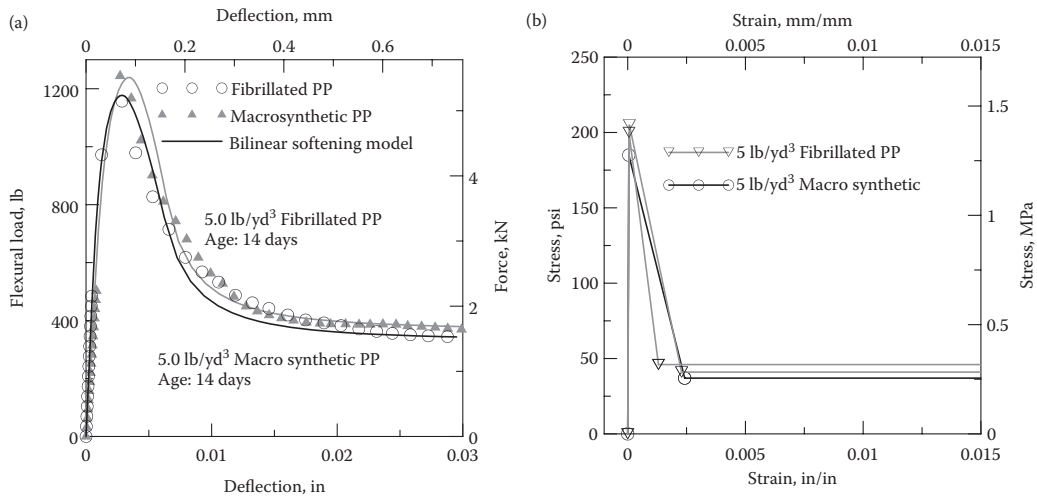 (a)
Deflection, mm
0 0.2 0.4 0.6
1200
800
400
0
Flexural load, lb
Fibrillated PP
Macrosynthetic PP
Bilinear softening model
5.0 lb/yd³ Fibrillated PP
Age: 14 days
5.0 lb/yd³ Macro synthetic PP
Age: 14 days
4
2
0
Force, kN
0 0.01 0.02 0.03
Deflection, in
(b)
Strain, mm/mm
0 0.005 0.01 0.015
250
200
150
100
50
0
Stress, psi
5 lb/yd³ Fibrillated PP
5 lb/yd³ Macro synthetic
1.5
1
0.5
0
Stress, MPa
0 0.005 0.01 0.015
Strain, in/in